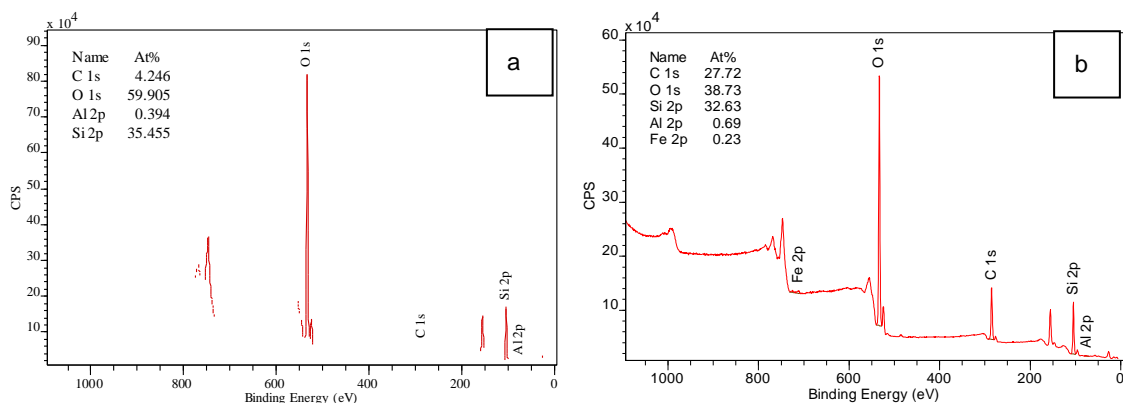 x 10⁴
90
80
70
60
50
40
30
20
10
CPS
Name At%
C 1s 4.246
O 1s 59.905
Al 2p 0.394
Si 2p 35.455
O 1s
C 1s
Si 2p
Al 2p
a
1000 800 600 400 200 0
Binding Energy (eV)
x 10⁴
60
50
40
30
20
10
CPS
Name At%
C 1s 27.72
O 1s 38.73
Si 2p 32.63
Al 2p 0.69
Fe 2p 0.23
Fe 2p
O 1s
C 1s
Si 2p
Al 2p
b
1000 800 600 400 200 0
Binding Energy (eV)